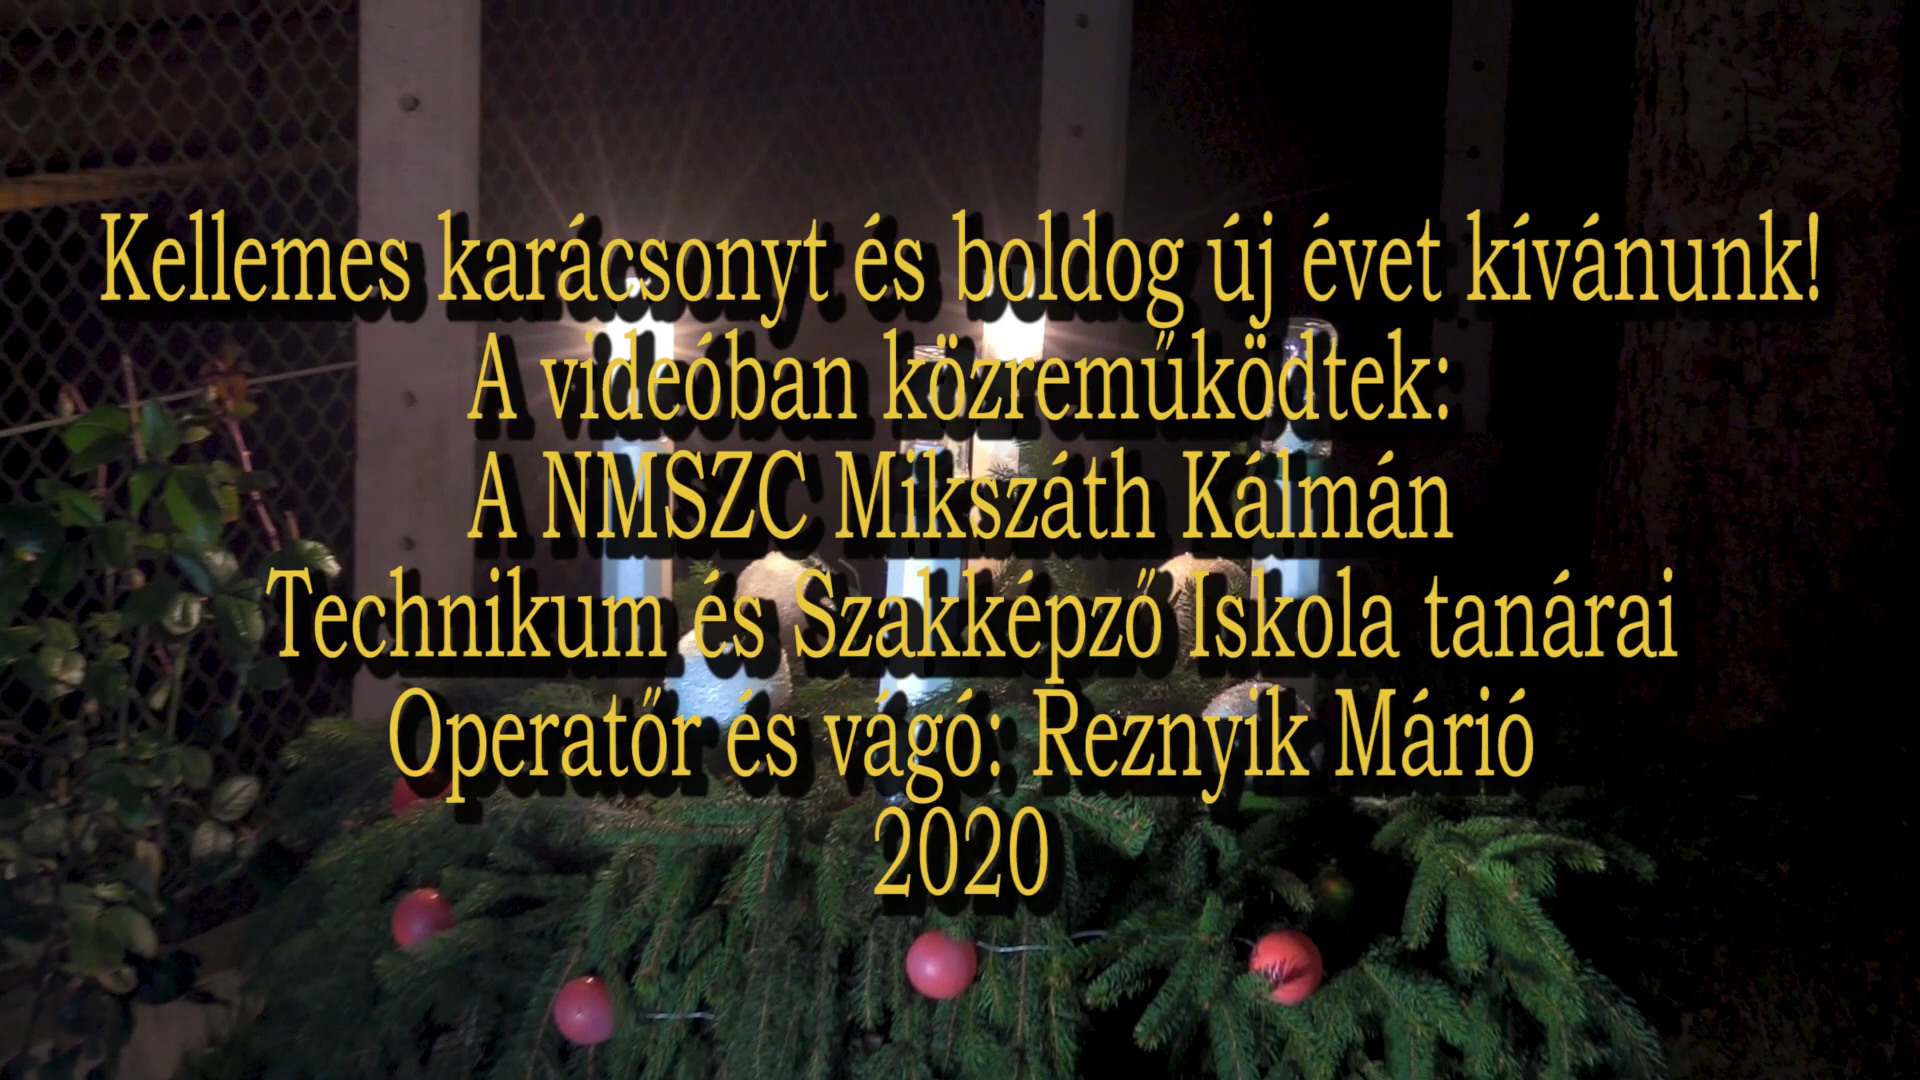 Kellemes karácsonyt és boldog új évet kívánunk!
A videóban közreműködtek:
A NMSZC Mikszáth Kálmán
Technikum és Szakképző Iskola tanárai
Operatőr és vágó: Reznyik Márió
2020